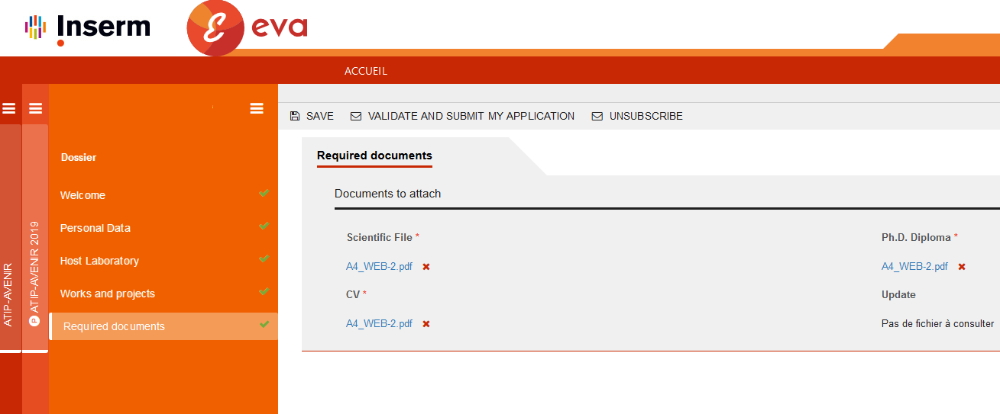 Inserm
eva
ACCUEIL
SAVE VALIDATE AND SUBMIT MY APPLICATION UNSUBSCRIBE
ATIP-AVENIR
P ATIP-AVENIR 2019
Dossier
Welcome
Personal Data
Host Laboratory
Works and projects
Required documents
Required documents
Documents to attach
Scientific File * Ph.D. Diploma *
A4_WEB-2.pdf A4_WEB-2.pdf
CV * Update
A4_WEB-2.pdf Pas de fichier à consulter